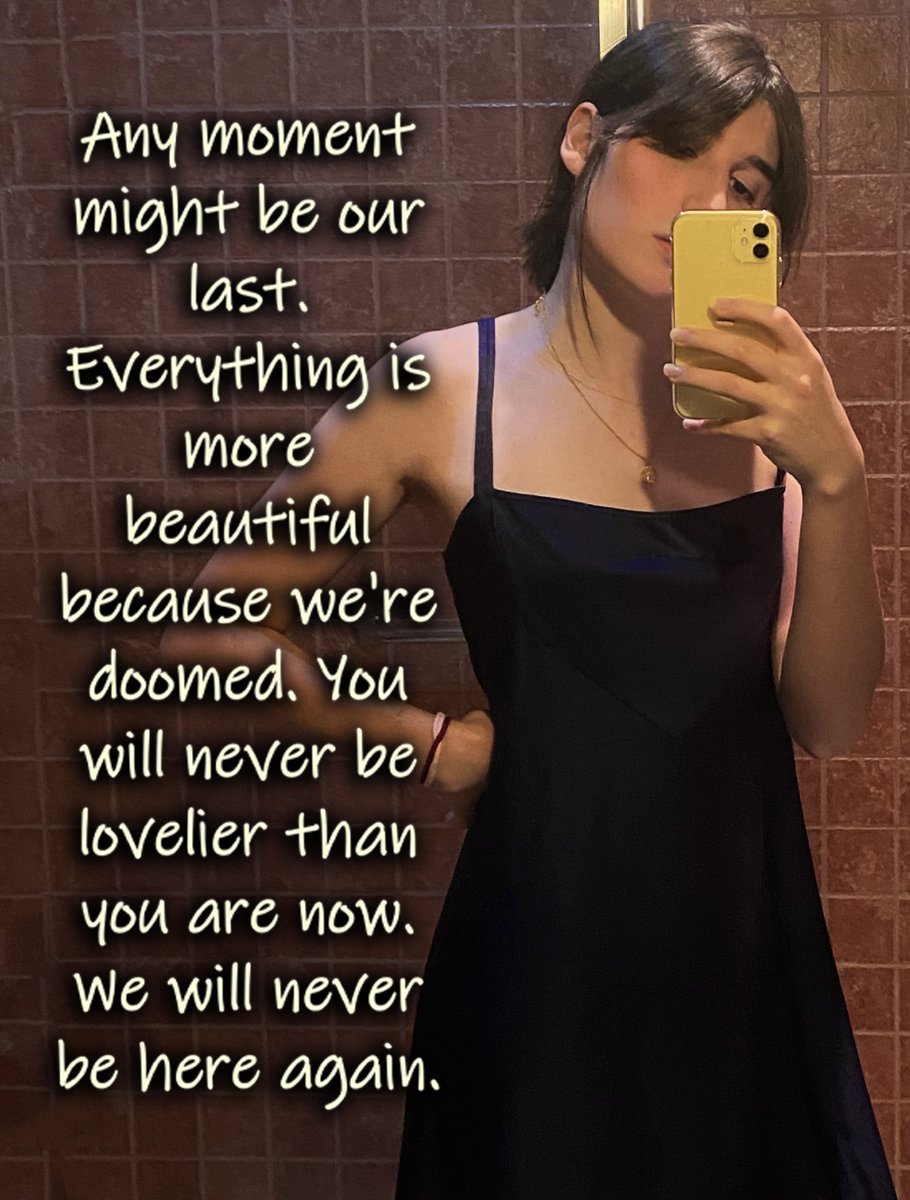 Any moment
might be our
last.
Everything is
more
beautiful
because we're
doomed. You
will never be
lovelier than
you are now.
We will never
be here again.